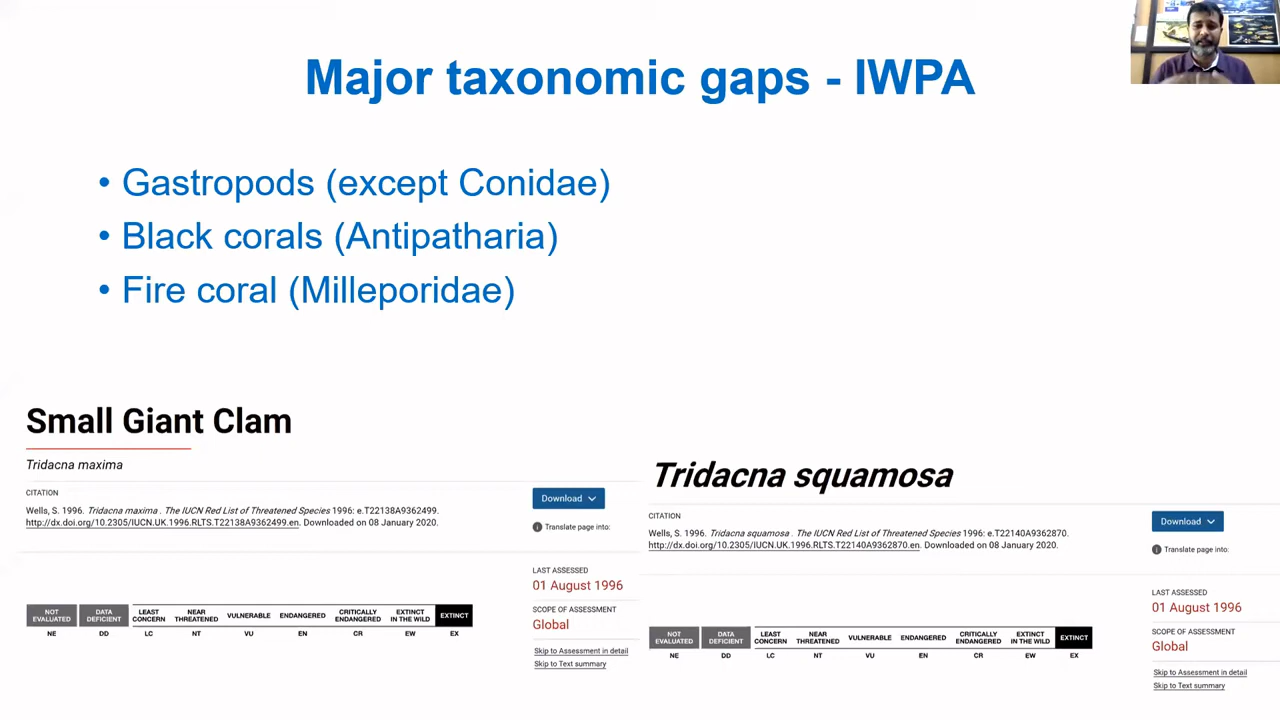 Major taxonomic gaps - IWPA
• Gastropods (except Conidae)
• Black corals (Antipatharia)
• Fire coral (Milleporidae)
Small Giant Clam
Tridacna maxima
CITATION
Wells, S. 1996. Tridacna maxima . The IUCN Red List of Threatened Species 1996: e.T22138A9362499.
http://dx.doi.org/10.2305/IUCN.UK.1996.RLTS.T22138A9362499.en. Downloaded on 08 January 2020.
Download
Translate page into:
LAST ASSESSED
01 August 1996
SCOPE OF ASSESSMENT
Global
Skip to Assessment in detail
Skip to Text summary
NOT EVALUATED DATA DEFICIENT LEAST CONCERN NEAR THREATENED VULNERABLE ENDANGERED CRITICALLY ENDANGERED EXTINCT IN THE WILD EXTINCT
NE DD LC NT VU EN CR EW EX
Tridacna squamosa
CITATION
Wells, S. 1996. Tridacna squamosa . The IUCN Red List of Threatened Species 1996: e.T22140A9362870.
http://dx.doi.org/10.2305/IUCN.UK.1996.RLTS.T22140A9362870.en. Downloaded on 08 January 2020.
Download
Translate page into:
LAST ASSESSED
01 August 1996
SCOPE OF ASSESSMENT
Global
Skip to Assessment in detail
Skip to Text summary
NOT EVALUATED DATA DEFICIENT LEAST CONCERN NEAR THREATENED VULNERABLE ENDANGERED CRITICALLY ENDANGERED EXTINCT IN THE WILD EXTINCT
NE DD LC NT VU EN CR EW EX